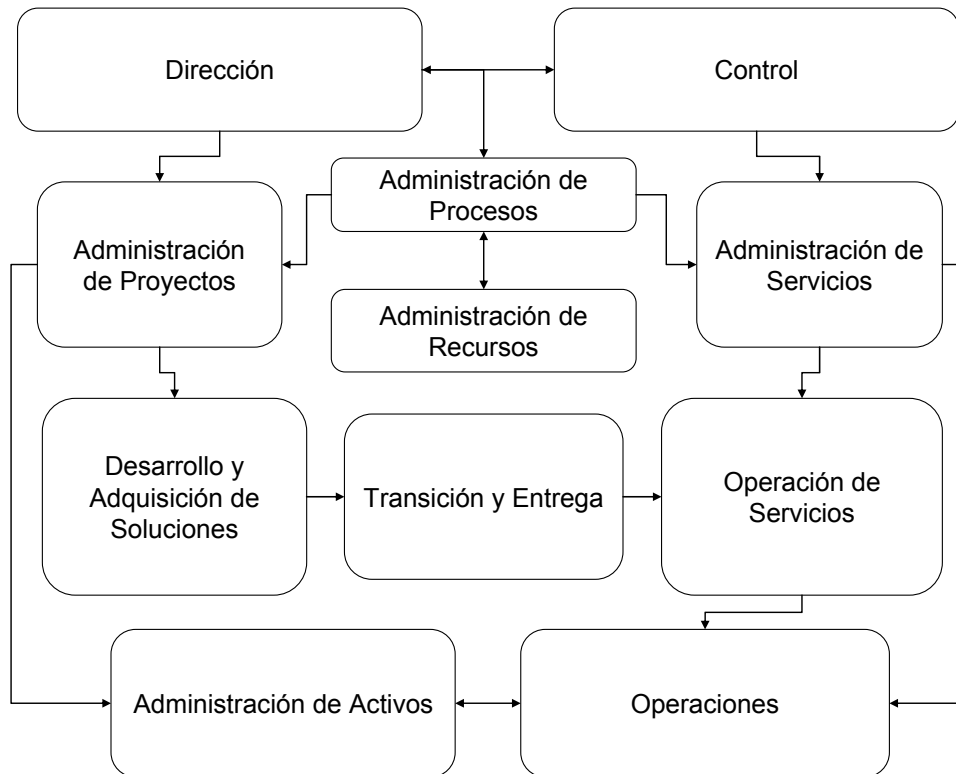 Dirección
Control
Administración de
Procesos
Administración
de Proyectos
Administración de
Servicios
Administración de
Recursos
Desarrollo y
Adquisición de
Soluciones
Transición y Entrega
Operación de
Servicios
Administración de Activos
Operaciones